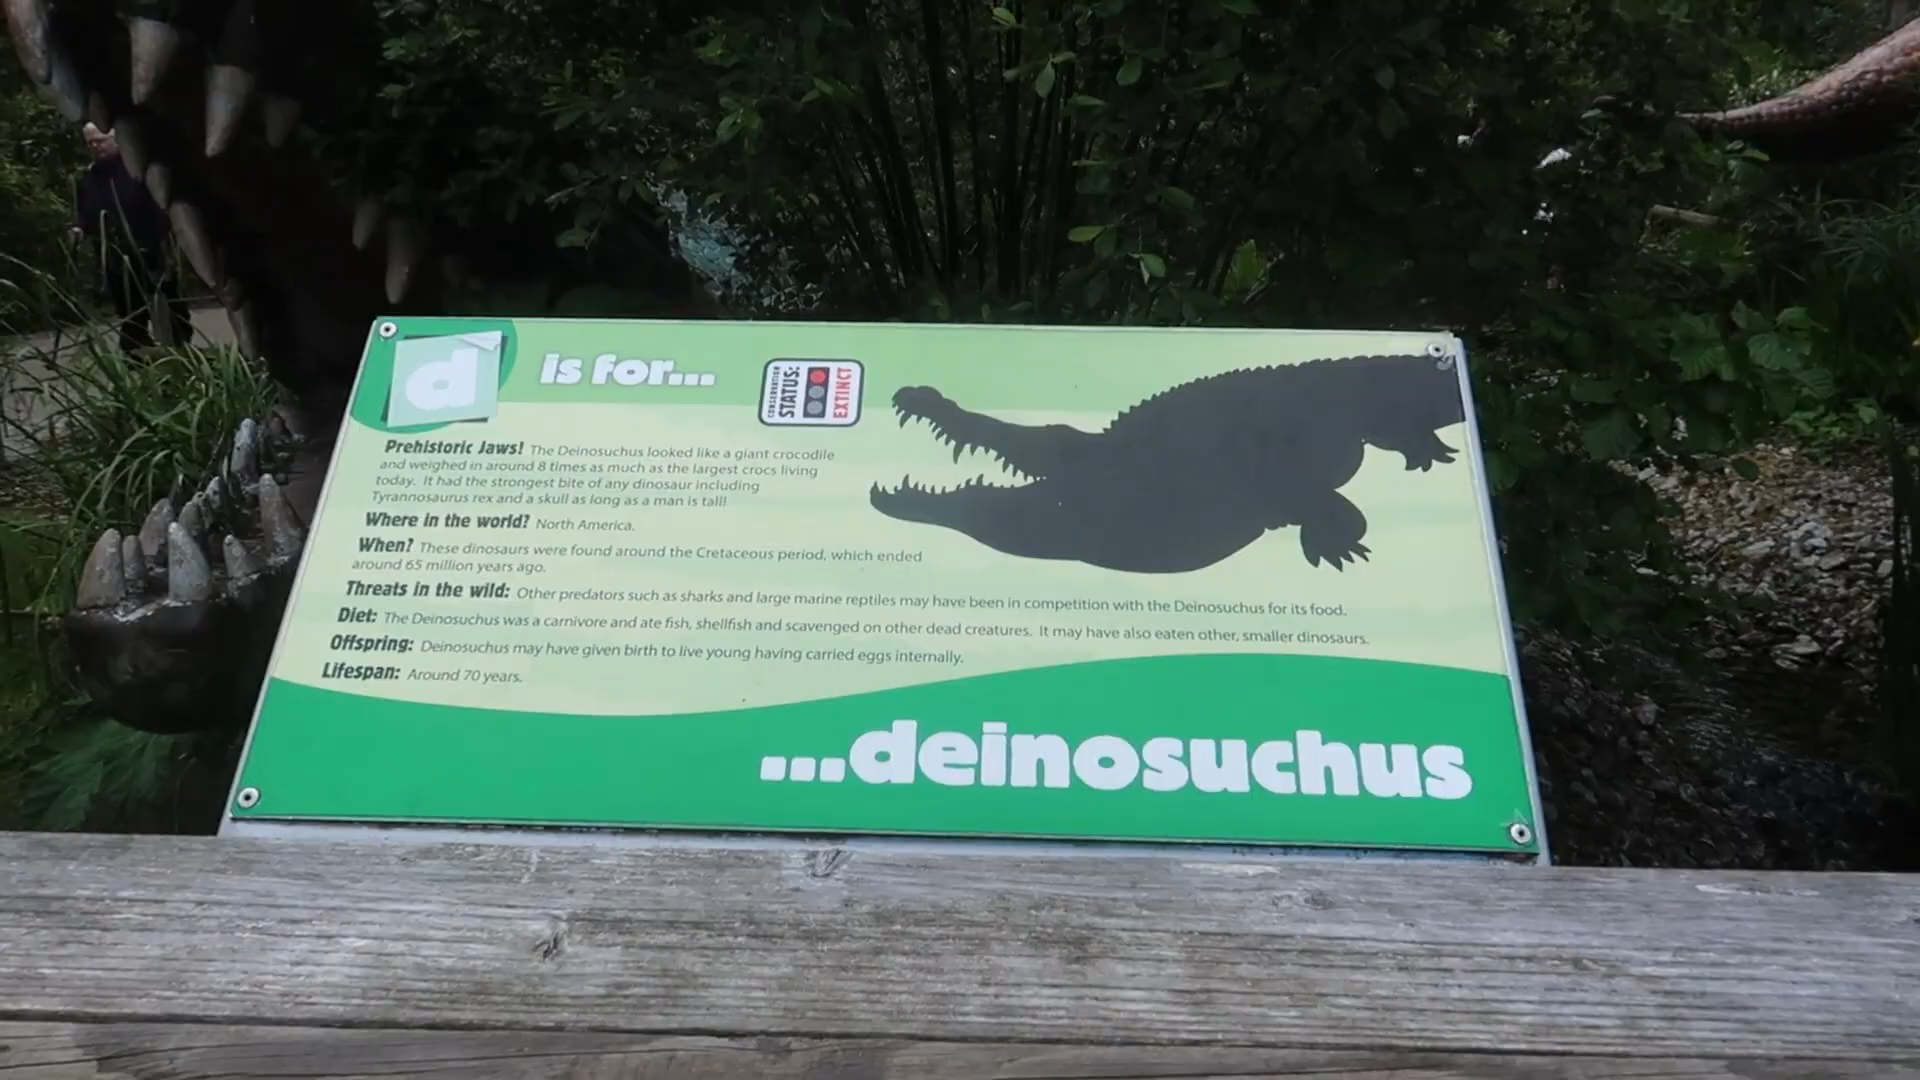 d is for...
CONSERVATION
STATUS:
EXTINCT
Prehistoric Jaws! The Deinosuchus looked like a giant crocodile
and weighed in around 8 times as much as the largest crocs living
today. It had the strongest bite of any dinosaur including
Tyrannosaurus rex and a skull as long as a man is tall!
Where in the world? North America.
When? These dinosaurs were found around the Cretaceous period, which ended
around 65 million years ago.
Threats in the wild: Other predators such as sharks and large marine reptiles may have been in competition with the Deinosuchus for its food.
Diet: The Deinosuchus was a carnivore and ate fish, shellfish and scavenged on other dead creatures. It may have also eaten other, smaller dinosaurs.
Offspring: Deinosuchus may have given birth to live young having carried eggs internally.
Lifespan: Around 70 years.
...deinosuchus